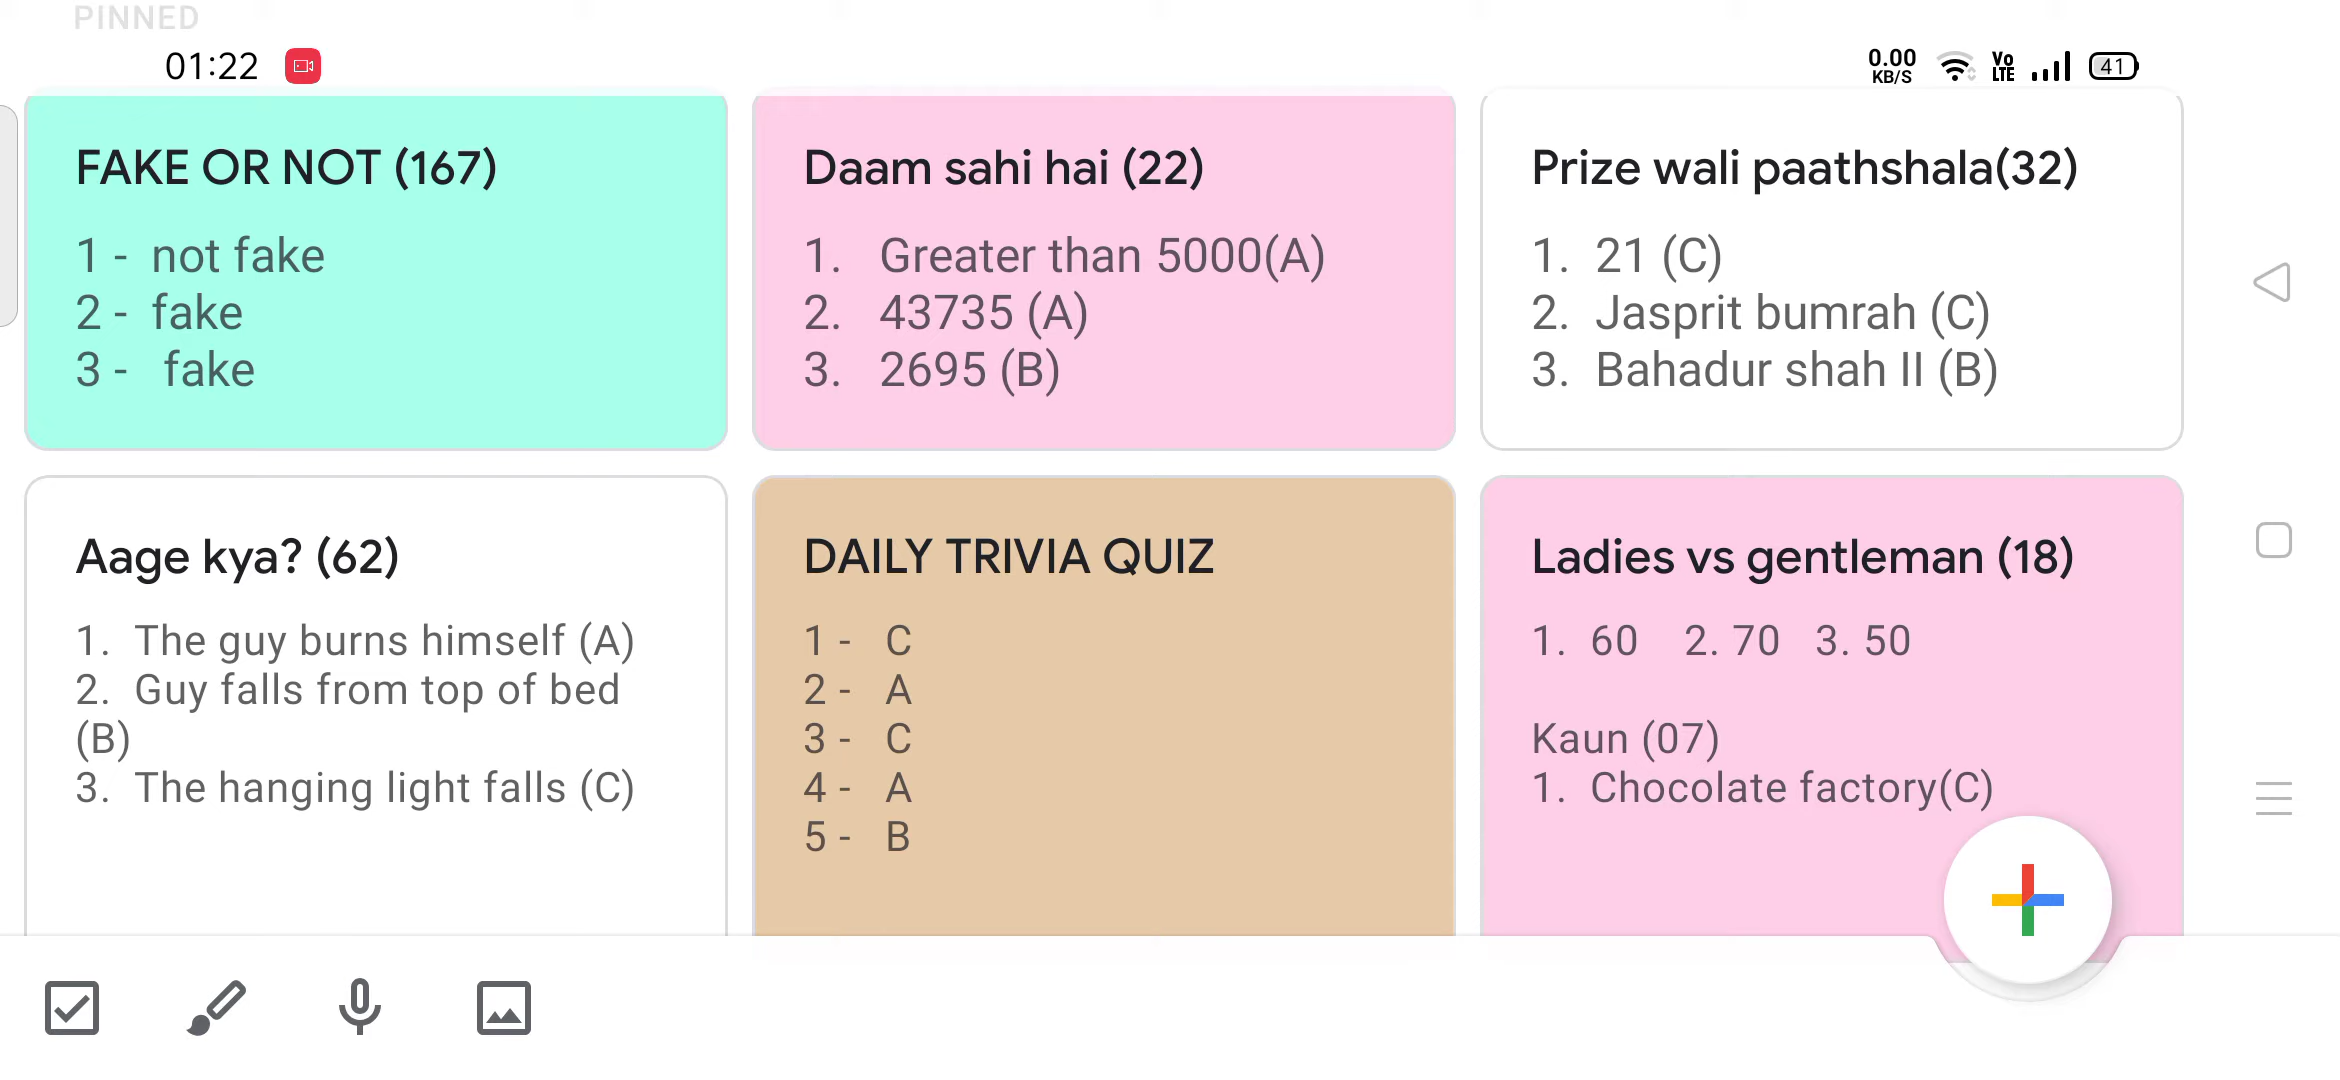 PINNED
01:22
0.00
KB/S
Vo
LTE
41
FAKE OR NOT (167)
1 - not fake
2 - fake
3 - fake
Daam sahi hai (22)
1. Greater than 5000(A)
2. 43735 (A)
3. 2695 (B)
Prize wali paathshala(32)
1. 21 (C)
2. Jasprit bumrah (C)
3. Bahadur shah II (B)
Aage kya? (62)
1. The guy burns himself (A)
2. Guy falls from top of bed
(B)
3. The hanging light falls (C)
DAILY TRIVIA QUIZ
1 - C
2 - A
3 - C
4 - A
5 - B
Ladies vs gentleman (18)
1. 60 2. 70 3. 50
Kaun (07)
1. Chocolate factory(C)